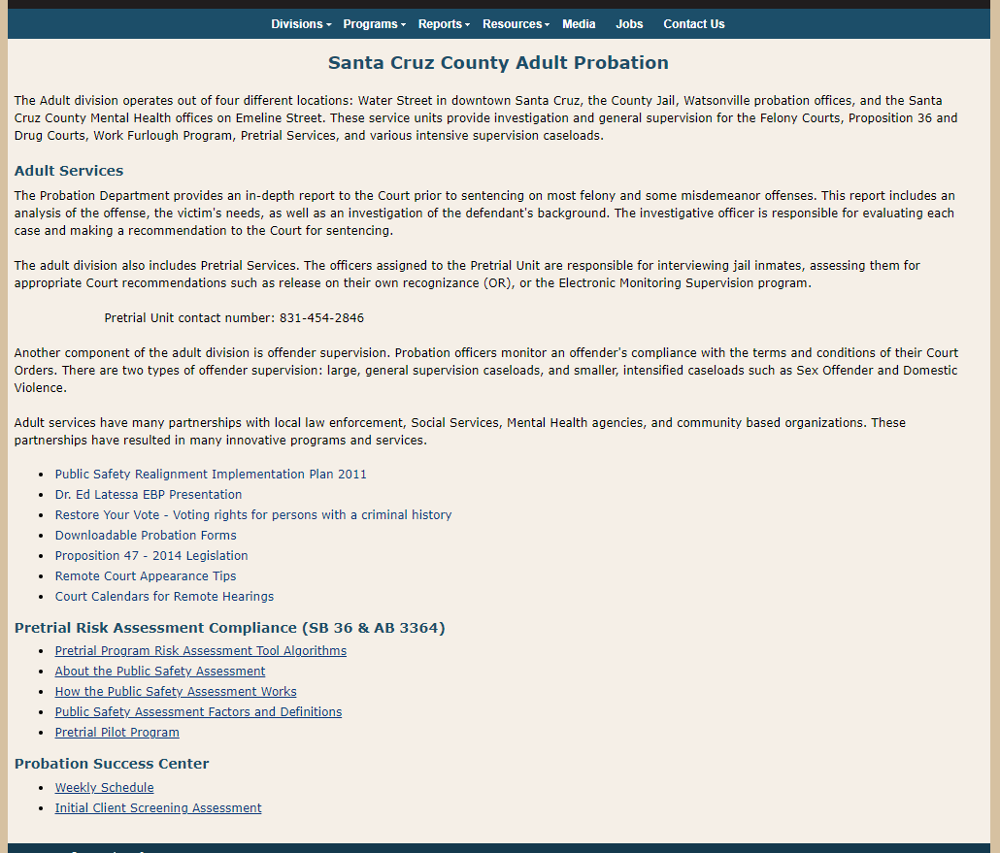 Divisions Programs Reports Resources Media Jobs Contact Us
Santa Cruz County Adult Probation
The Adult division operates out of four different locations: Water Street in downtown Santa Cruz, the County Jail, Watsonville probation offices, and the Santa
Cruz County Mental Health offices on Emeline Street. These service units provide investigation and general supervision for the Felony Courts, Proposition 36 and
Drug Courts, Work Furlough Program, Pretrial Services, and various intensive supervision caseloads.
Adult Services
The Probation Department provides an in-depth report to the Court prior to sentencing on most felony and some misdemeanor offenses. This report includes an
analysis of the offense, the victim's needs, as well as an investigation of the defendant's background. The investigative officer is responsible for evaluating each
case and making a recommendation to the Court for sentencing.
The adult division also includes Pretrial Services. The officers assigned to the Pretrial Unit are responsible for interviewing jail inmates, assessing them for
appropriate Court recommendations such as release on their own recognizance (OR), or the Electronic Monitoring Supervision program.
Pretrial Unit contact number: 831-454-2846
Another component of the adult division is offender supervision. Probation officers monitor an offender's compliance with the terms and conditions of their Court
Orders. There are two types of offender supervision: large, general supervision caseloads, and smaller, intensified caseloads such as Sex Offender and Domestic
Violence.
Adult services have many partnerships with local law enforcement, Social Services, Mental Health agencies, and community based organizations. These
partnerships have resulted in many innovative programs and services.
• Public Safety Realignment Implementation Plan 2011
• Dr. Ed Latessa EBP Presentation
• Restore Your Vote - Voting rights for persons with a criminal history
• Downloadable Probation Forms
• Proposition 47 - 2014 Legislation
• Remote Court Appearance Tips
• Court Calendars for Remote Hearings
Pretrial Risk Assessment Compliance (SB 36 & AB 3364)
• Pretrial Program Risk Assessment Tool Algorithms
• About the Public Safety Assessment
• How the Public Safety Assessment Works
• Public Safety Assessment Factors and Definitions
• Pretrial Pilot Program
Probation Success Center
• Weekly Schedule
• Initial Client Screening Assessment